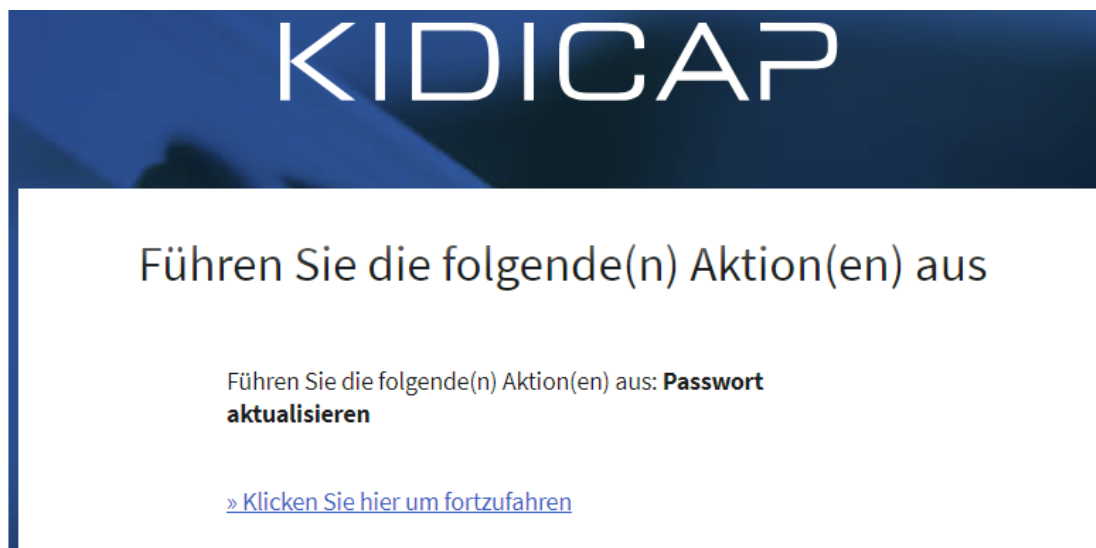 KIDICAP
Führen Sie die folgende(n) Aktion(en) aus
Führen Sie die folgende(n) Aktion(en) aus: Passwort
aktualisieren
» Klicken Sie hier um fortzufahren